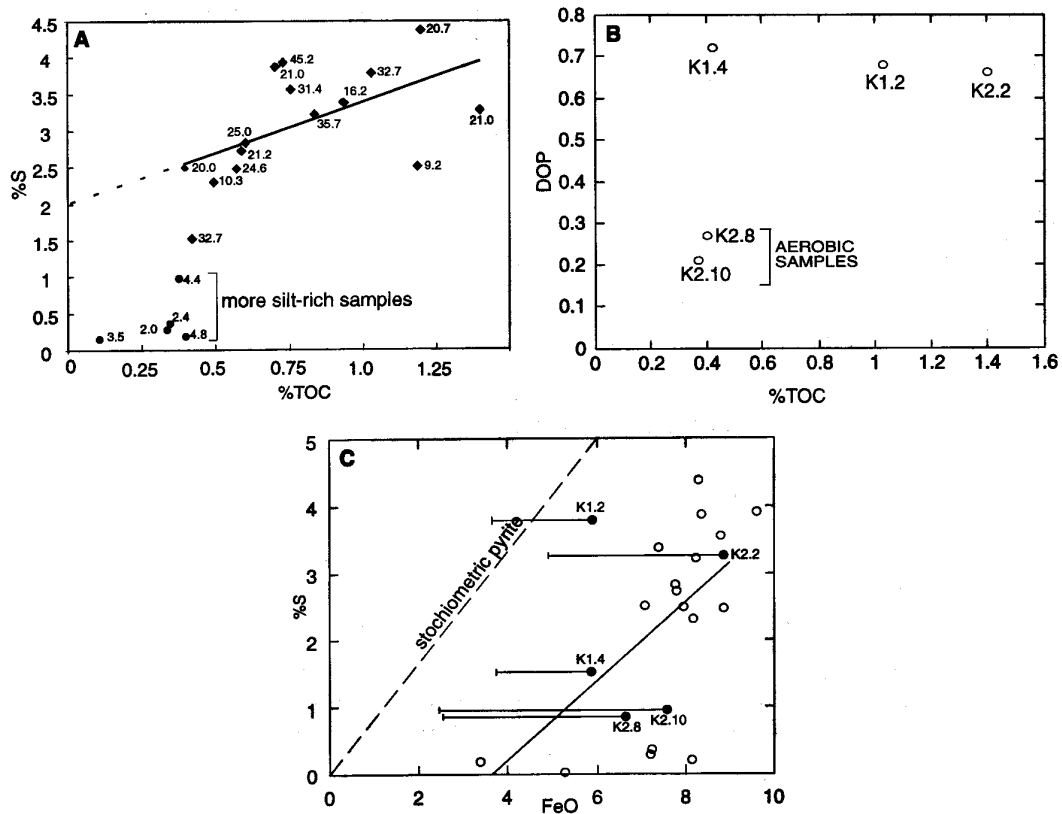 A
4.5
4
3.5
3
2.5
2
1.5
1
0.5
0
%S
20.7
45.2
21.0
32.7
31.4
16.2
35.7
21.0
25.0
21.2
20.0
24.6
9.2
10.3
32.7
4.4
more silt-rich samples
2.4
2.0
4.8
3.5
0 0.25 0.5 0.75 1.0 1.25
%TOC
B
0.8
0.7
0.6
0.5
0.4
0.3
0.2
0.1
0
DOP
K1.4
K1.2
K2.2
K2.8
K2.10
AEROBIC
SAMPLES
0 0.2 0.4 0.6 0.8 1 1.2 1.4 1.6
%TOC
C
5
4
3
2
1
0
%S
stochiometric pyrite
K1.2
K2.2
K1.4
K2.8
K2.10
0 2 4 6 8 10
FeO